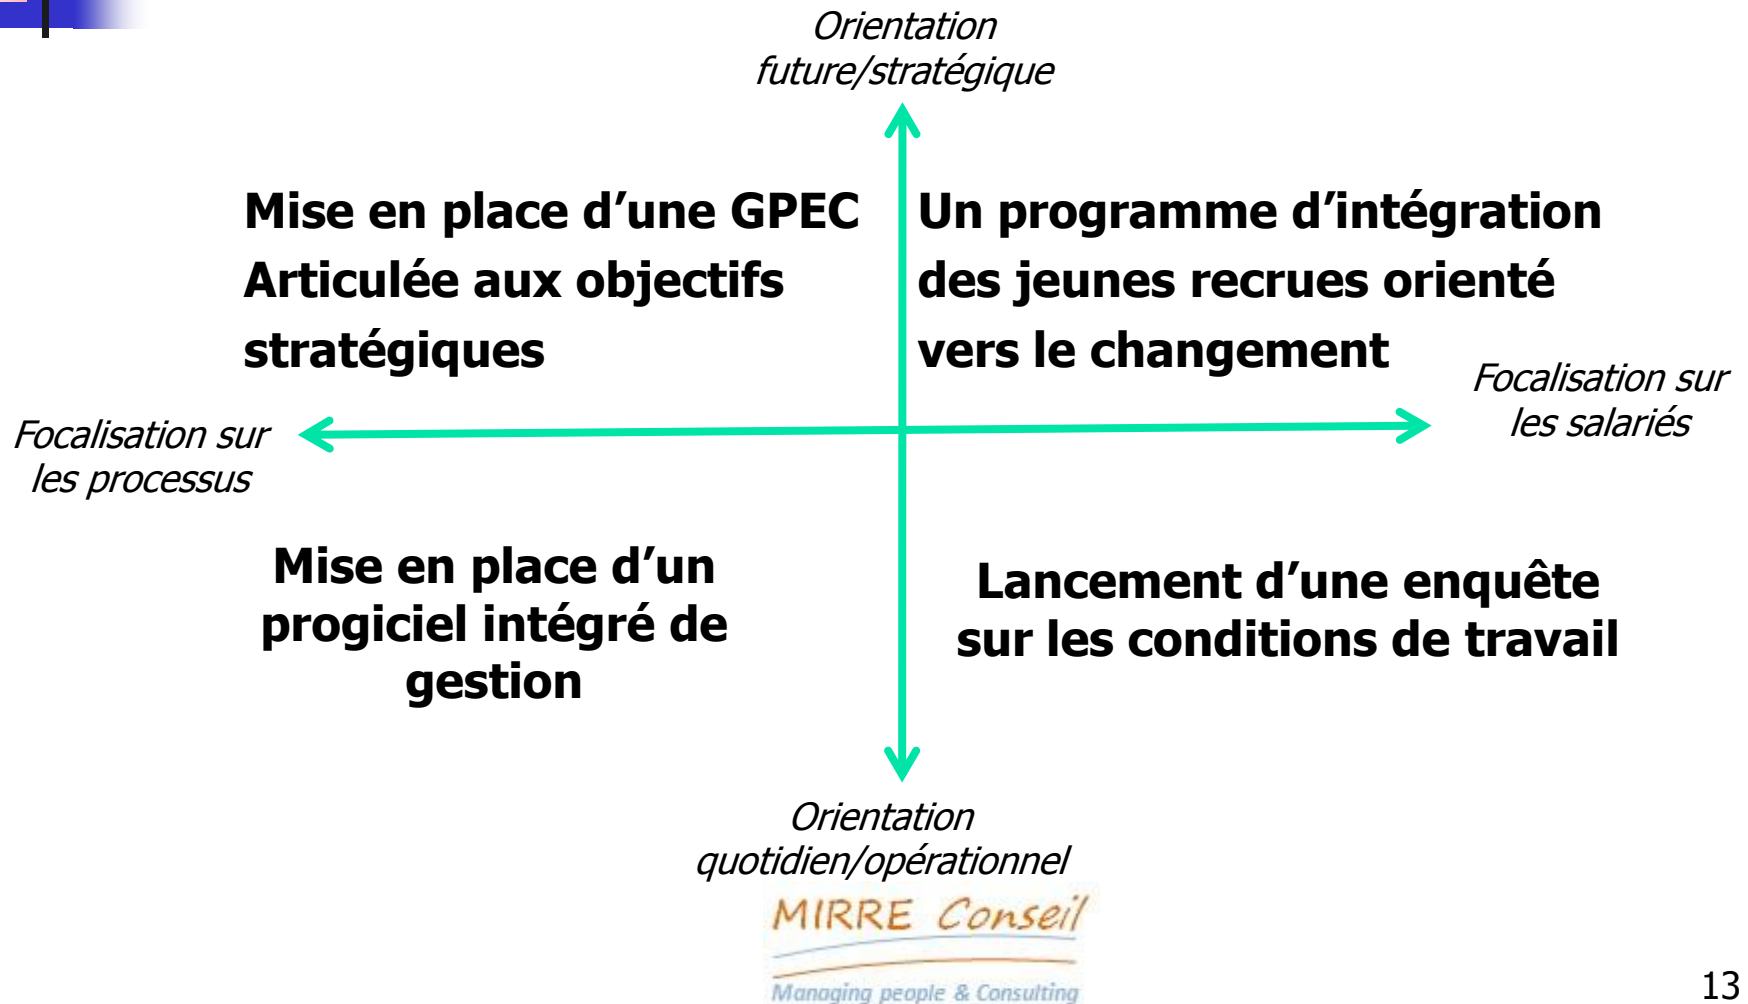 Orientation
future/stratégique
Mise en place d’une GPEC
Articulée aux objectifs
stratégiques
Un programme d’intégration
des jeunes recrues orienté
vers le changement
Focalisation sur
les salariés
Focalisation sur
les processus
Mise en place d’un
progiciel intégré de
gestion
Lancement d’une enquête
sur les conditions de travail
Orientation
quotidien/opérationnel
MIRRE Conseil
Managing people & Consulting
13